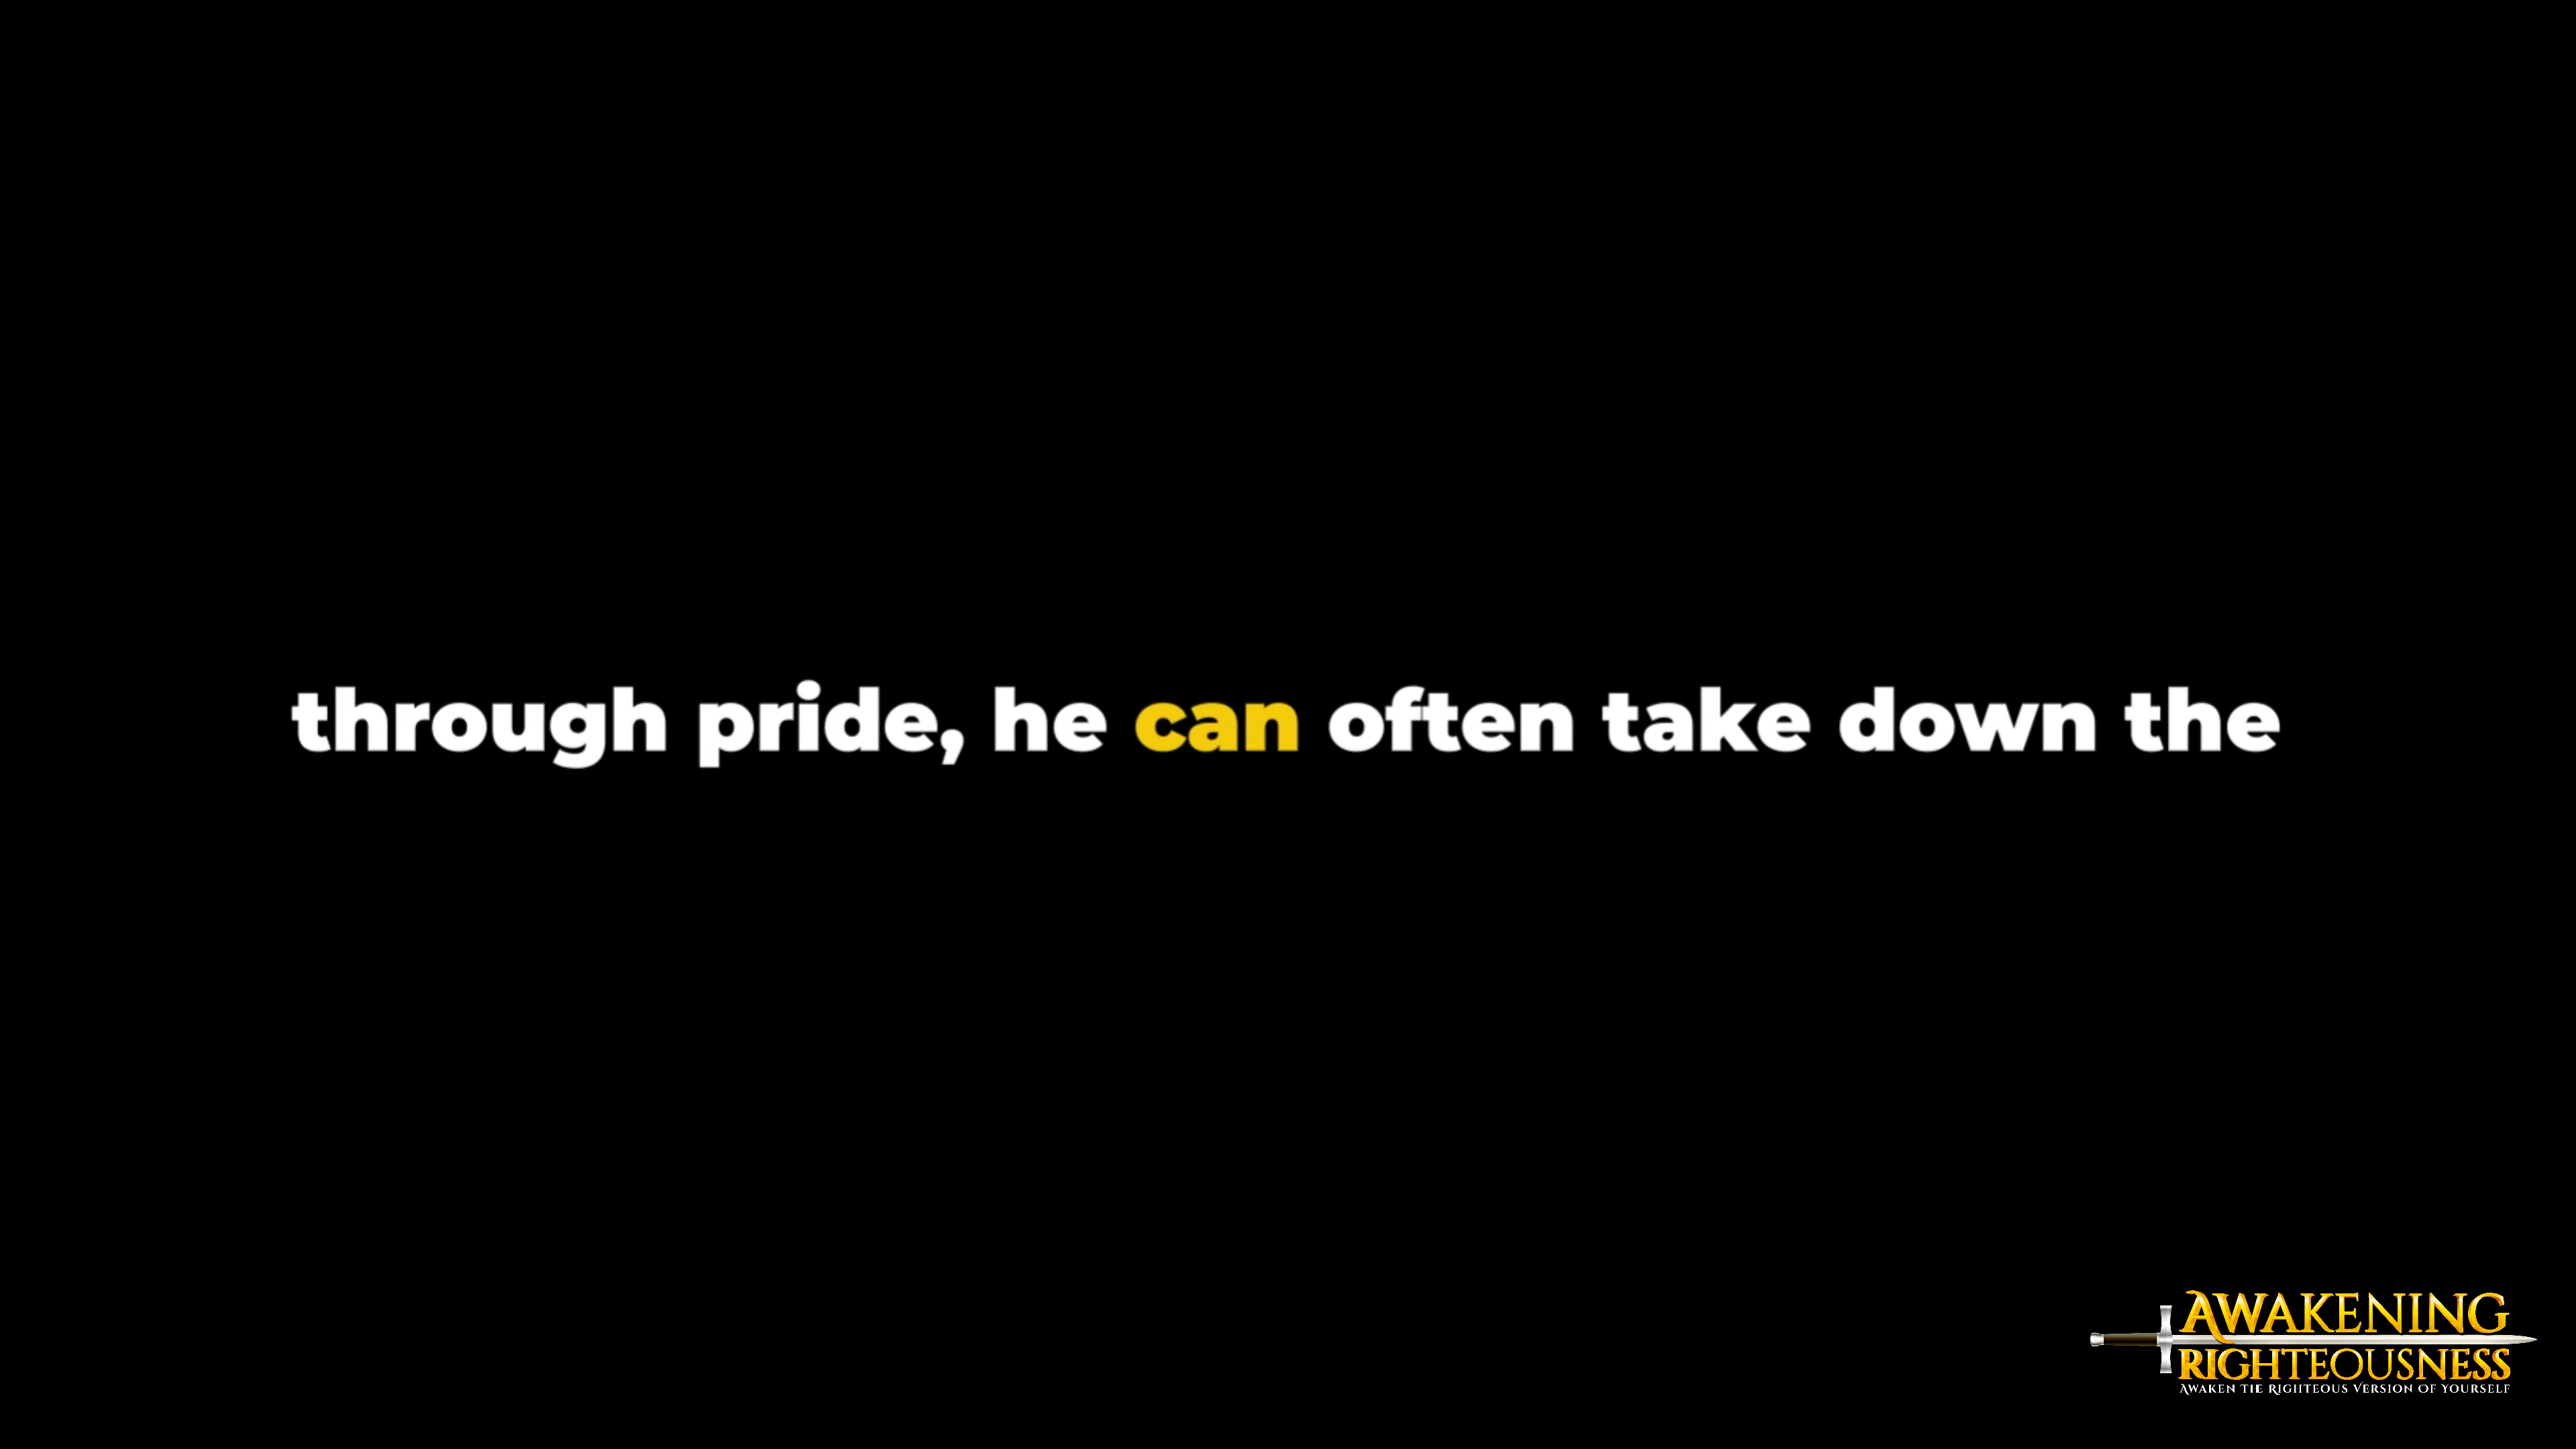 through pride, he can often take down the
AWAKENING
RIGHTEOUSNESS
AWAKEN THE RIGHTEOUS VERSION OF YOURSELF